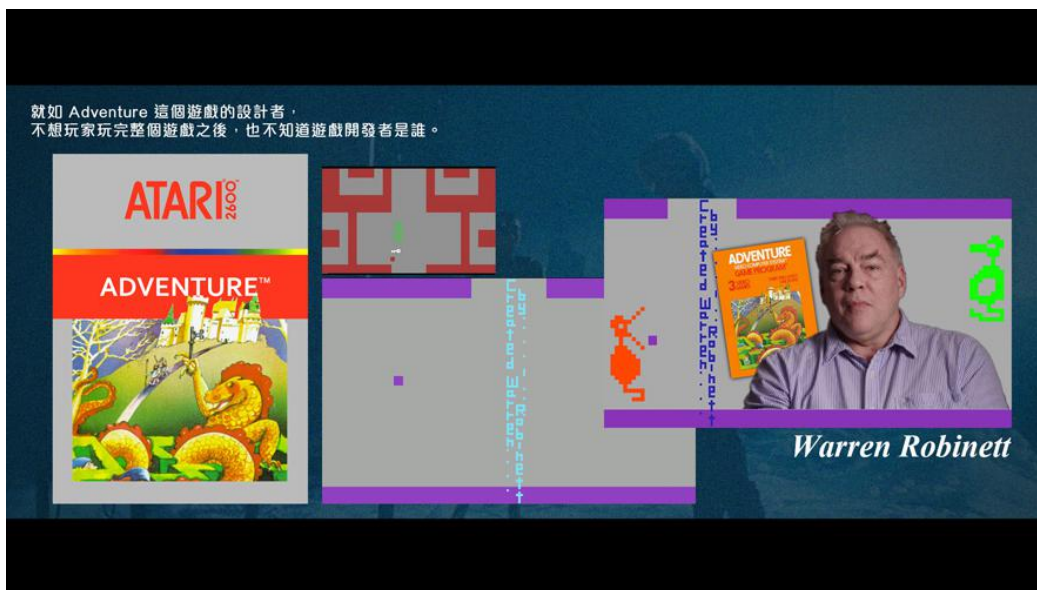 就如 Adventure 這個遊戲的設計者，
不想玩家玩完整個遊戲之後，也不知道遊戲開發者是誰。
ATARI 2600™
ADVENTURE™
Created by.....
Warren.... Robinett
Created by.....
Warren.... Robinett
ADVENTURE
GAME PROGRAM
3
Warren Robinett